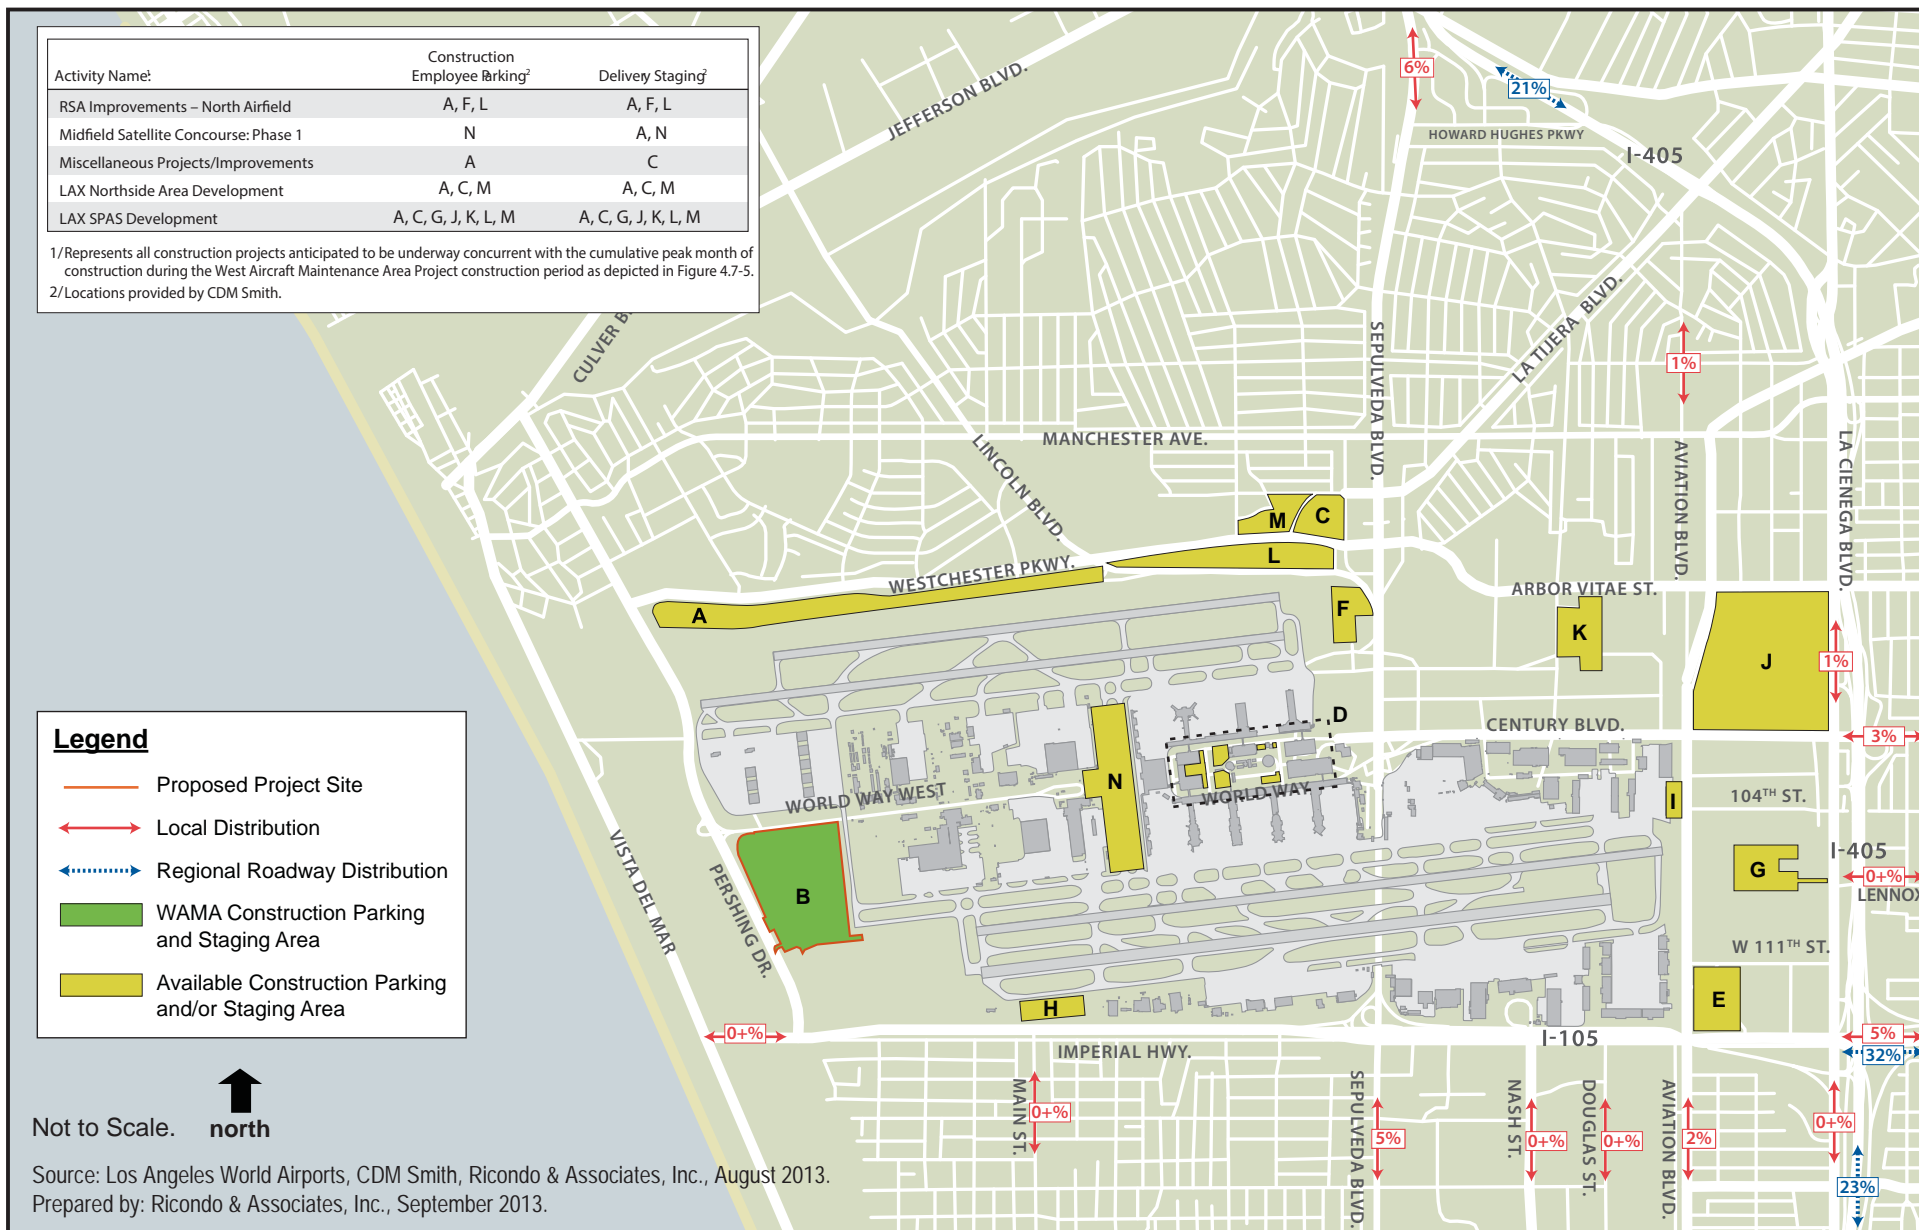 Construction
Activity Name1/ Employee Parking2/ Delivery Staging2/
RSA Improvements – North Airfield A, F, L A, F, L
Midfield Satellite Concourse: Phase 1 N A, N
Miscellaneous Projects/Improvements A C
LAX Northside Area Development A, C, M A, C, M
LAX SPAS Development A, C, G, J, K, L, M A, C, G, J, K, L, M
1/Represents all construction projects anticipated to be underway concurrent with the cumulative peak month of
construction during the West Aircraft Maintenance Area Project construction period as depicted in Figure 4.7-5.
2/Locations provided by CDM Smith.
6%
21%
JEFFERSON BLVD.
HOWARD HUGHES PKWY
I-405
CULVER
SEPULVEDA BLVD.
LA TIJERA BLVD.
1%
MANCHESTER AVE.
LINCOLN BLVD.
AVIATION BLVD.
LA CIENEGA BLVD.
M
C
L
WESTCHESTER PKWY.
ARBOR VITAE ST.
A
F
K
J
1%
D
CENTURY BLVD.
3%
N
WORLD WAY WEST
WORLD WAY
I
104TH ST.
I-405
G
0+%
LENNOX
B
VISTA DEL MAR
PERSHING DR.
W 111TH ST.
E
H
0+%
I-105
5%
32%
IMPERIAL HWY.
MAIN ST.
0+%
SEPULVEDA BLVD.
5%
NASH ST.
0+%
DOUGLAS ST.
0+%
AVIATION BLVD.
2%
0+%
23%
Legend
Proposed Project Site
Local Distribution
Regional Roadway Distribution
WAMA Construction Parking
and Staging Area
Available Construction Parking
and/or Staging Area
Not to Scale.
north
Source: Los Angeles World Airports, CDM Smith, Ricondo & Associates, Inc., August 2013.
Prepared by: Ricondo & Associates, Inc., September 2013.